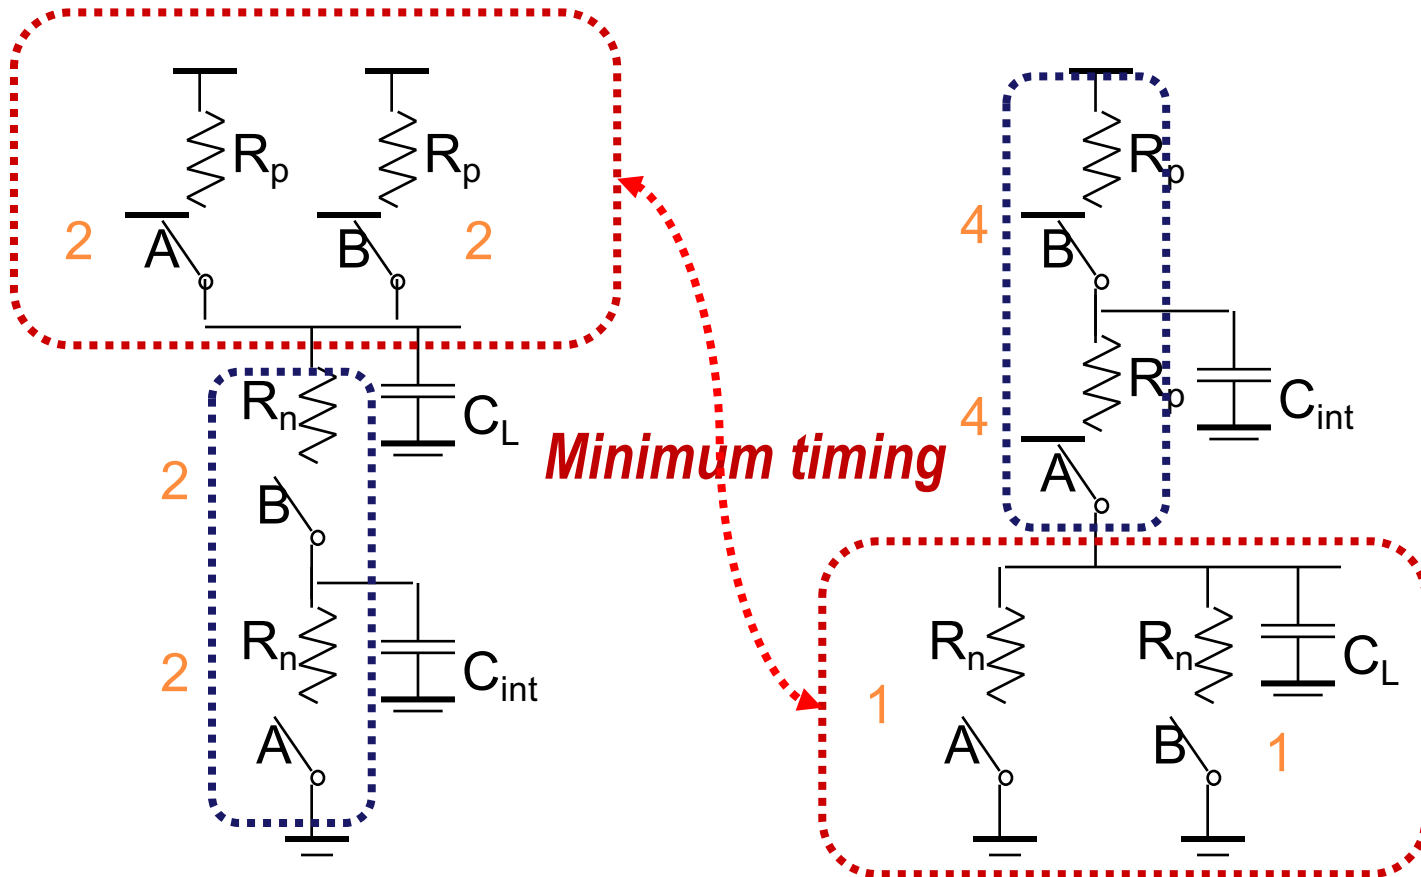 Rp Rp
2 A B 2
Rn
CL
2
B
Rn
Cint
2
A
Minimum timing
Rp
4
B
Rp
Cint
4
A
Rn Rn
CL
1
A B
1